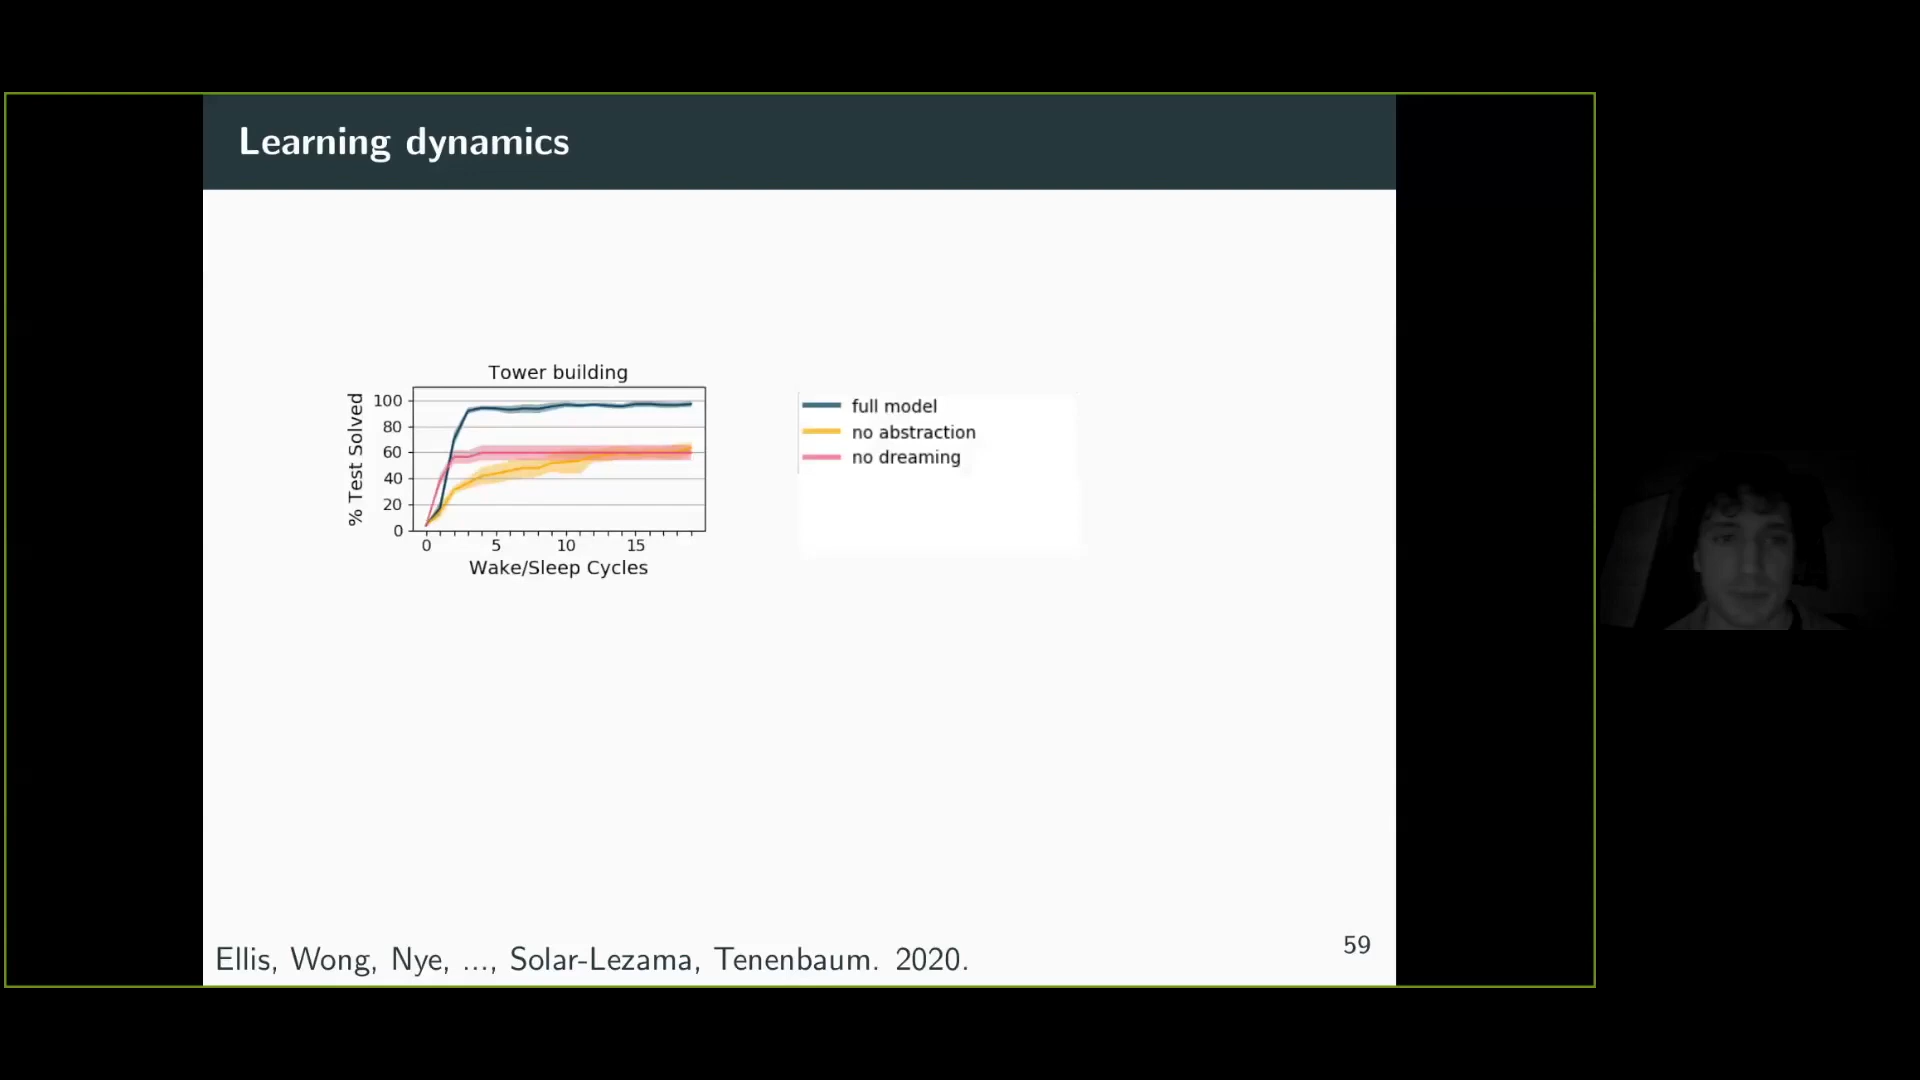 Learning dynamics
Tower building
% Test Solved
100
80
60
40
20
0
0 5 10 15
Wake/Sleep Cycles
full model
no abstraction
no dreaming
Ellis, Wong, Nye, ..., Solar-Lezama, Tenenbaum. 2020.
59